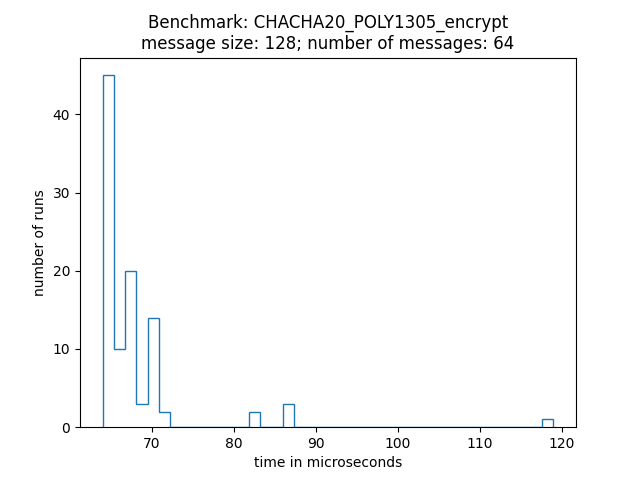 Benchmark: CHACHA20_POLY1305_encrypt
message size: 128; number of messages: 64
number of runs
40
30
20
10
0
70 80 90 100 110 120
time in microseconds